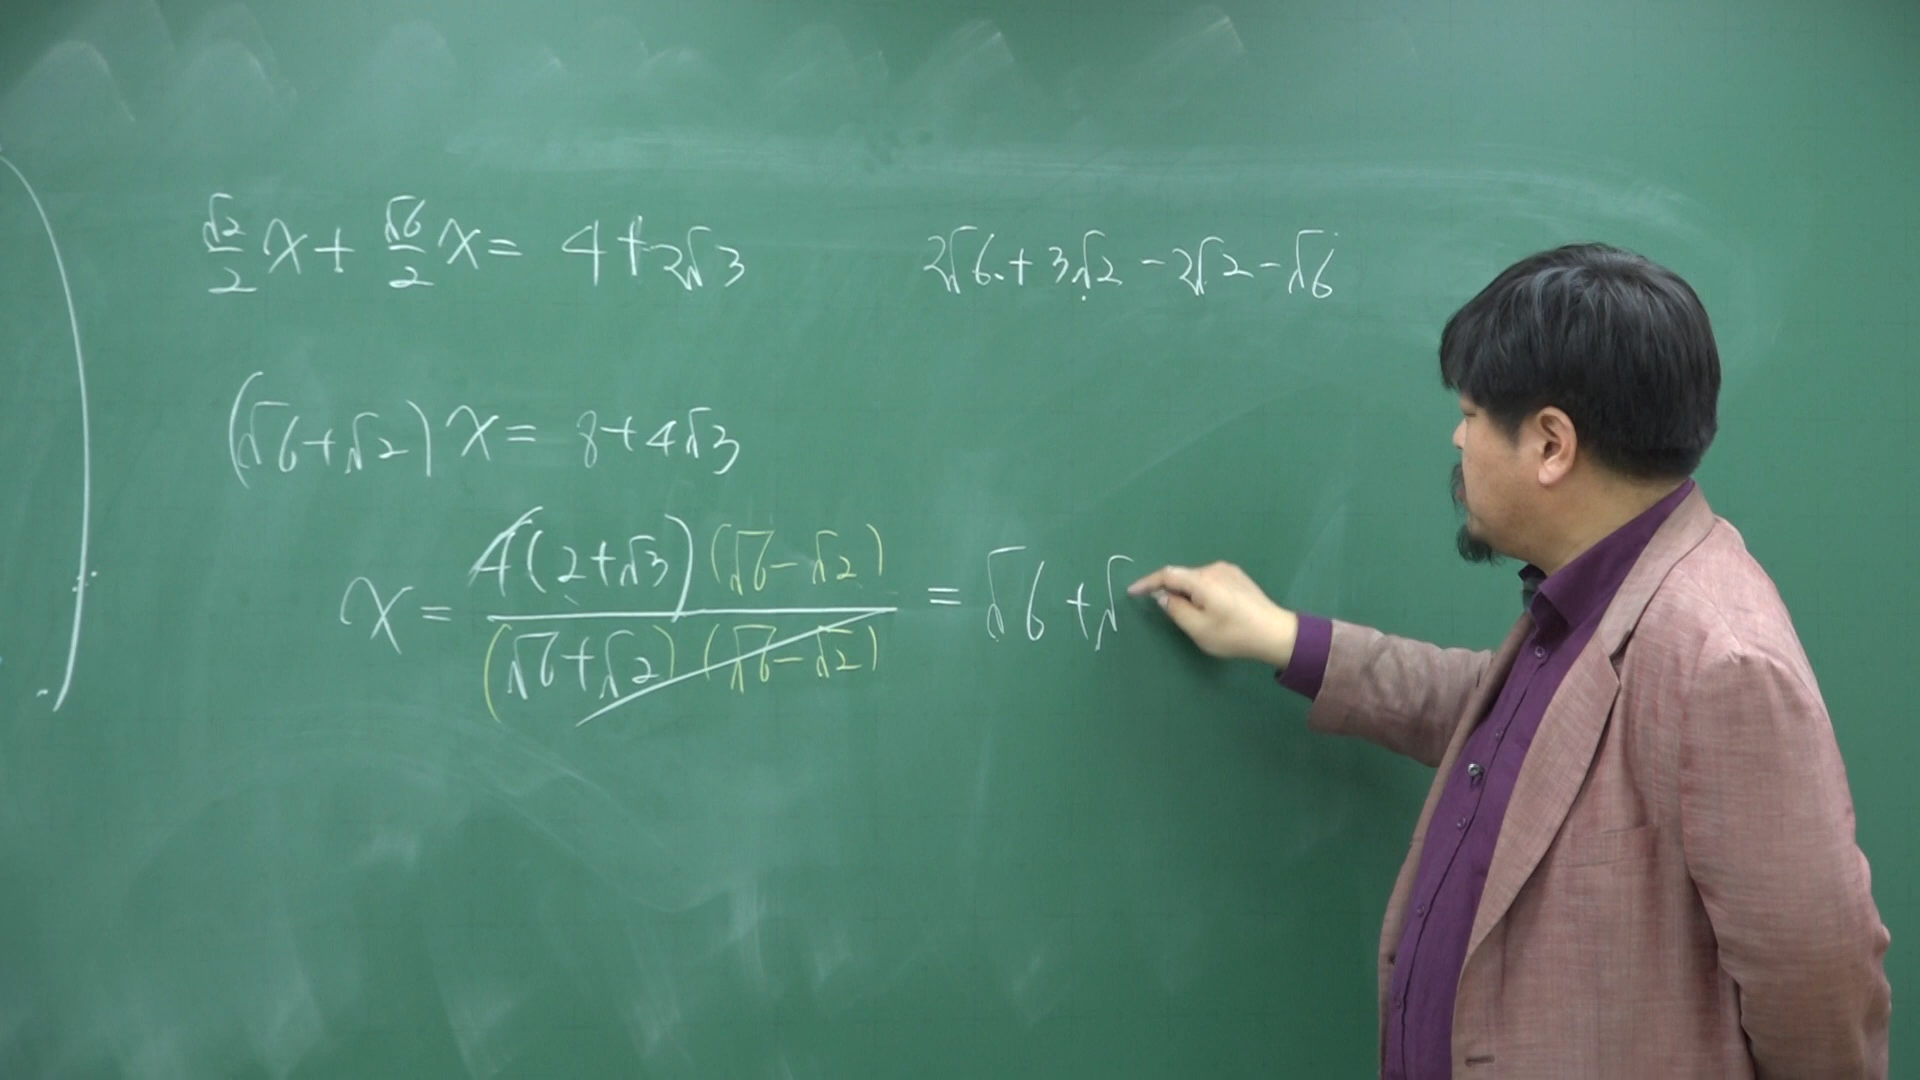 √2/2 x + √6/2 x = 4+2√3
2√6 + 3√2 - 2√2 - √6
(√6+√2) x = 8+4√3
x = 4(2+√3)(√6-√2) / (√6+√2)(√6-√2) = √6 + √